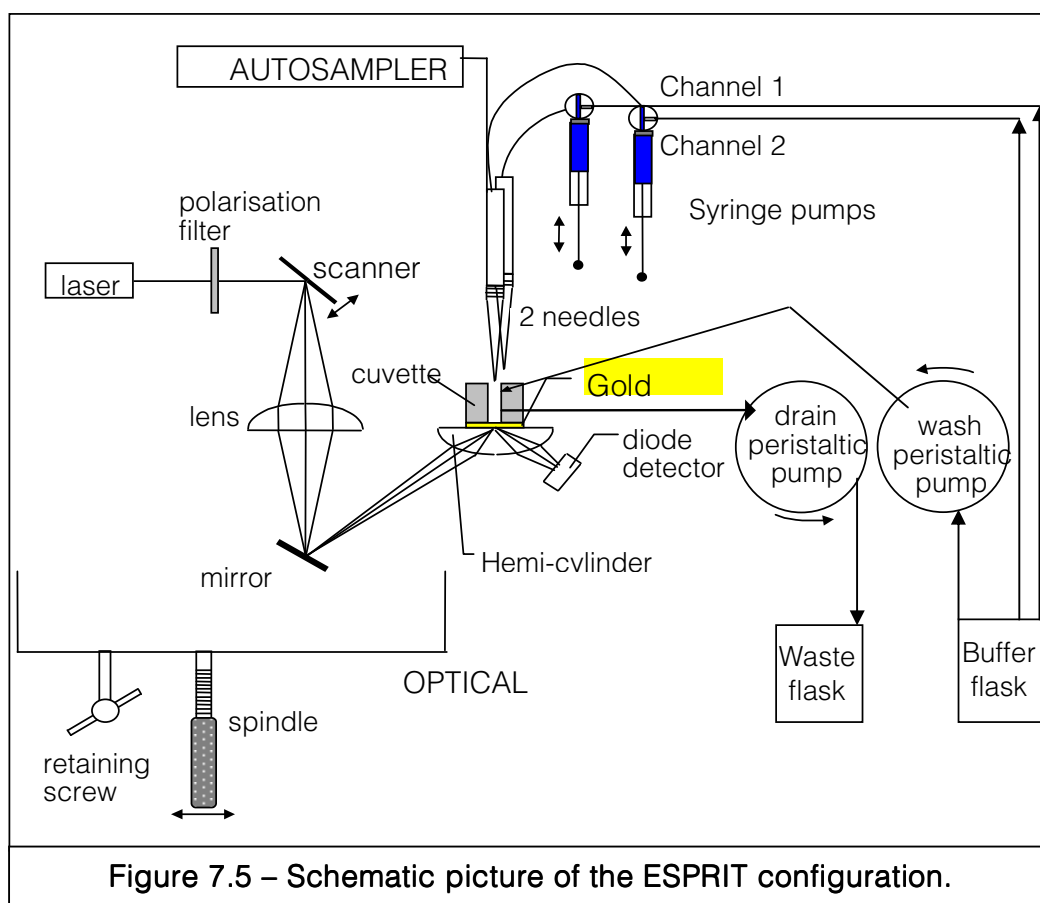 AUTOSAMPLER
Channel 1
Channel 2
Syringe pumps
polarisation
filter
scanner
laser
2 needles
cuvette
Gold
lens
diode
detector
drain
peristaltic
pump
wash
peristaltic
pump
Hemi-cvlinder
mirror
Waste
flask
Buffer
flask
OPTICAL
spindle
retaining
screw
Figure 7.5 – Schematic picture of the ESPRIT configuration.